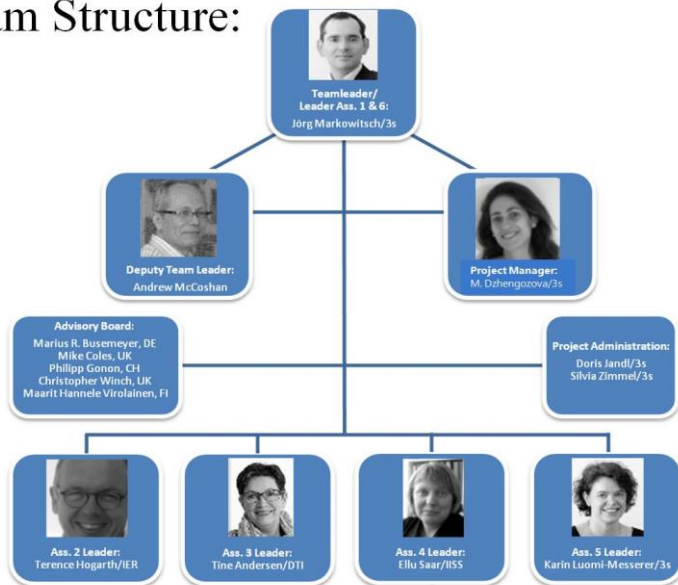 am Structure:
Teamleader/
Leader Ass. 1 & 6:
Jörg Markowitsch/3s
Deputy Team Leader:
Andrew McCoshan
Project Manager:
M. Dzhengozova/3s
Advisory Board:
Marius R. Busemeyer, DE
Mike Coles, UK
Philipp Gonon, CH
Christopher Winch, UK
Maarit Hannele Virolainen, FI
Project Administration:
Doris Jandl/3s
Silvia Zimmel/3s
Ass. 2 Leader:
Terence Hogarth/IER
Ass. 3 Leader:
Tine Andersen/DTI
Ass. 4 Leader:
Ellu Saar/IISS
Ass. 5 Leader:
Karin Luomi-Messerer/3s